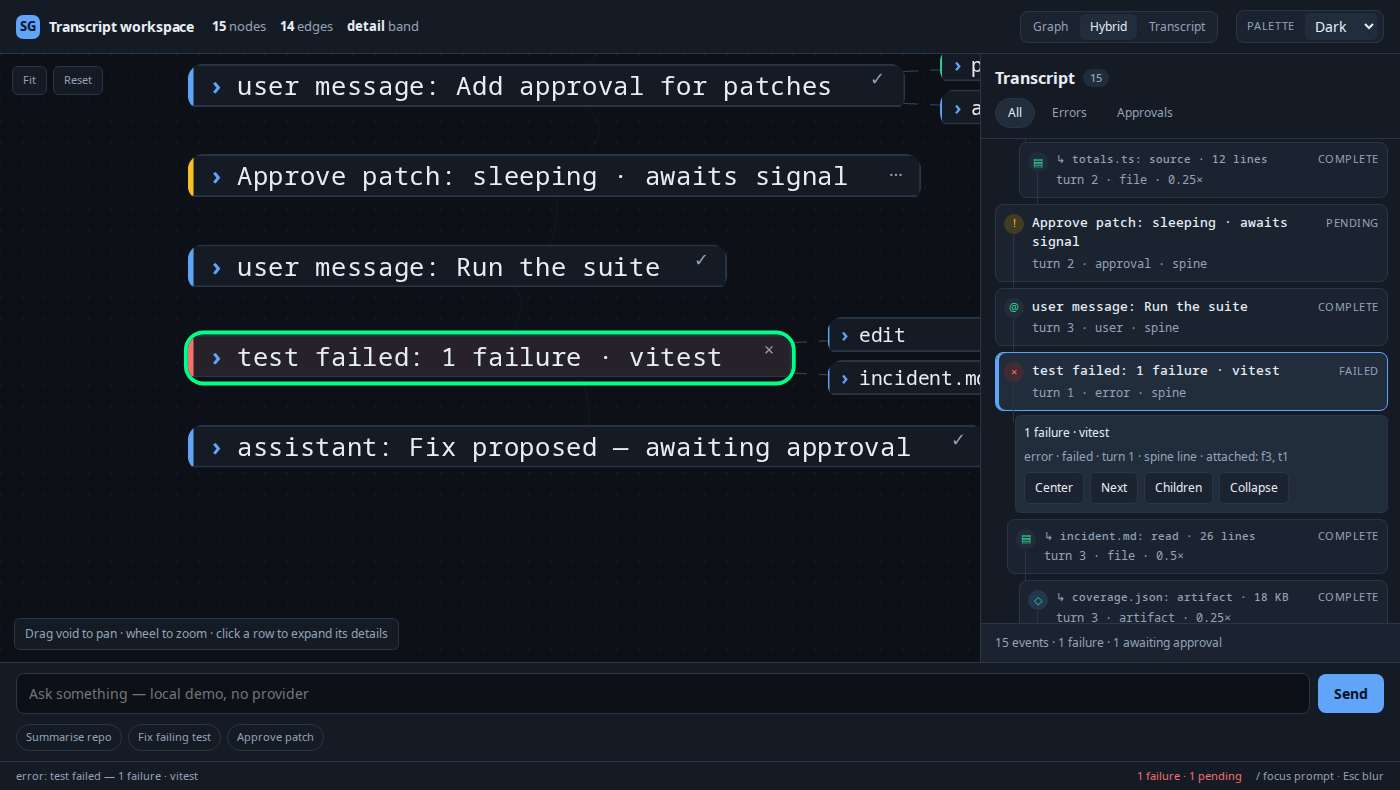 SG Transcript workspace 15 nodes 14 edges detail band
Graph Hybrid Transcript PALETTE Dark
Fit Reset
› user message: Add approval for patches ✓
› Approve patch: sleeping · awaits signal ···
› user message: Run the suite ✓
› test failed: 1 failure · vitest ×
› edit
› incident.md
› assistant: Fix proposed — awaiting approval ✓
Drag void to pan · wheel to zoom · click a row to expand its details
Transcript 15
All Errors Approvals
↳ totals.ts: source · 12 lines COMPLETE
turn 2 · file · 0.25×
! Approve patch: sleeping · awaits PENDING
signal
turn 2 · approval · spine
@ user message: Run the suite COMPLETE
turn 3 · user · spine
× test failed: 1 failure · vitest FAILED
turn 1 · error · spine
1 failure · vitest
error · failed · turn 1 · spine line · attached: f3, t1
Center Next Children Collapse
↳ incident.md: read · 26 lines COMPLETE
turn 3 · file · 0.5×
↳ coverage.json: artifact · 18 KB COMPLETE
turn 3 · artifact · 0.25×
15 events · 1 failure · 1 awaiting approval
Ask something — local demo, no provider
Send
Summarise repo Fix failing test Approve patch
error: test failed — 1 failure · vitest
1 failure · 1 pending / focus prompt · Esc blur